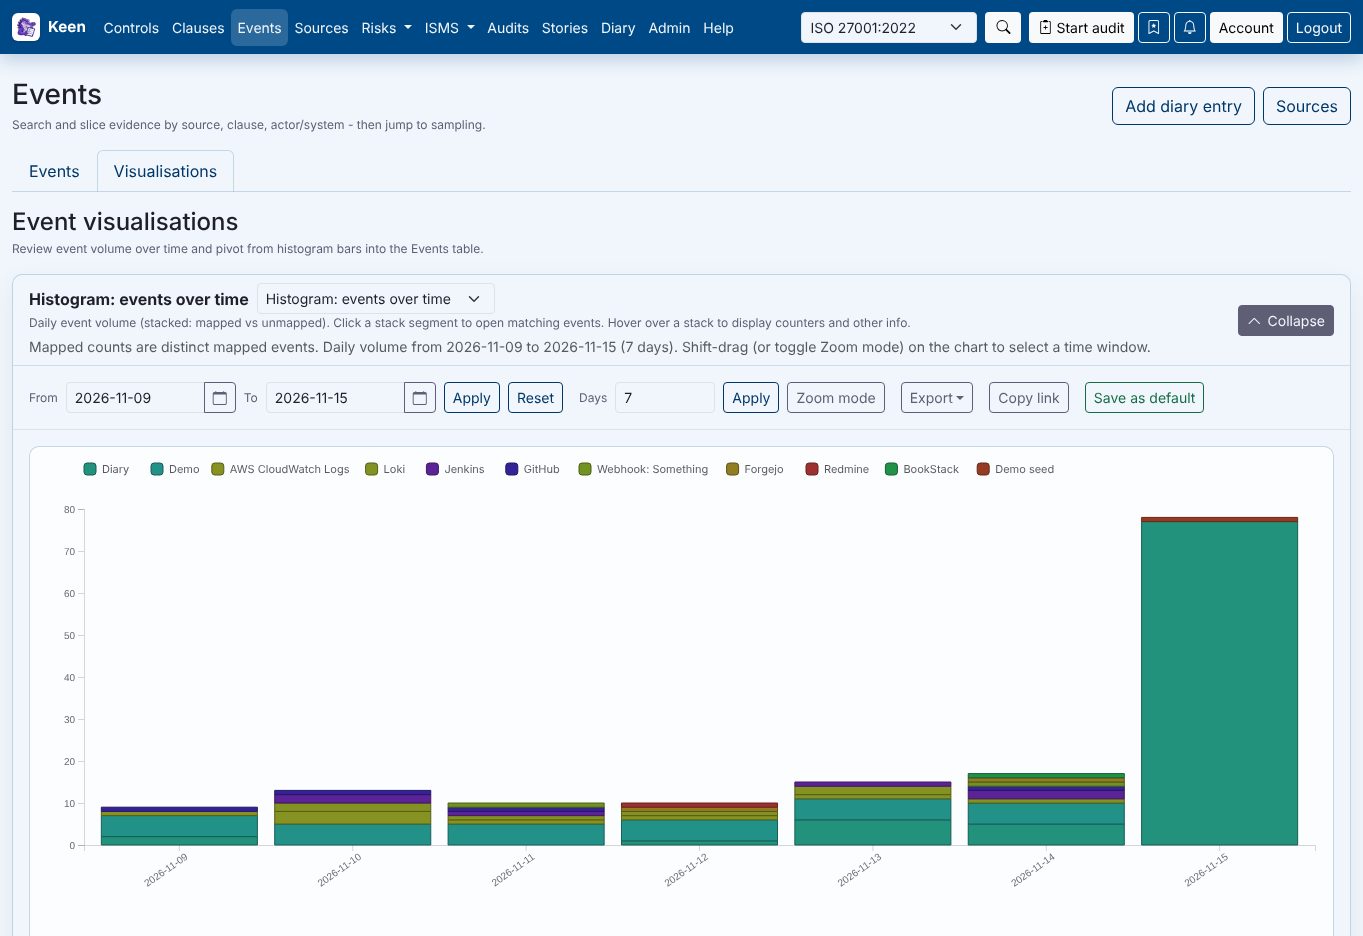 Keen Controls Clauses Events Sources Risks ISMS Audits Stories Diary Admin Help ISO 27001:2022 Start audit Account Logout
Events
Add diary entry Sources
Search and slice evidence by source, clause, actor/system - then jump to sampling.
Events Visualisations
Event visualisations
Review event volume over time and pivot from histogram bars into the Events table.
Histogram: events over time Histogram: events over time
Daily event volume (stacked: mapped vs unmapped). Click a stack segment to open matching events. Hover over a stack to display counters and other info.
Collapse
Mapped counts are distinct mapped events. Daily volume from 2026-11-09 to 2026-11-15 (7 days). Shift-drag (or toggle Zoom mode) on the chart to select a time window.
From 2026-11-09 To 2026-11-15 Apply Reset Days 7 Apply Zoom mode Export Copy link Save as default
Diary Demo AWS CloudWatch Logs Loki Jenkins GitHub Webhook: Something Forgejo Redmine BookStack Demo seed
80
70
60
50
40
30
20
10
0
2026-11-09 2026-11-10 2026-11-11 2026-11-12 2026-11-13 2026-11-14 2026-11-15